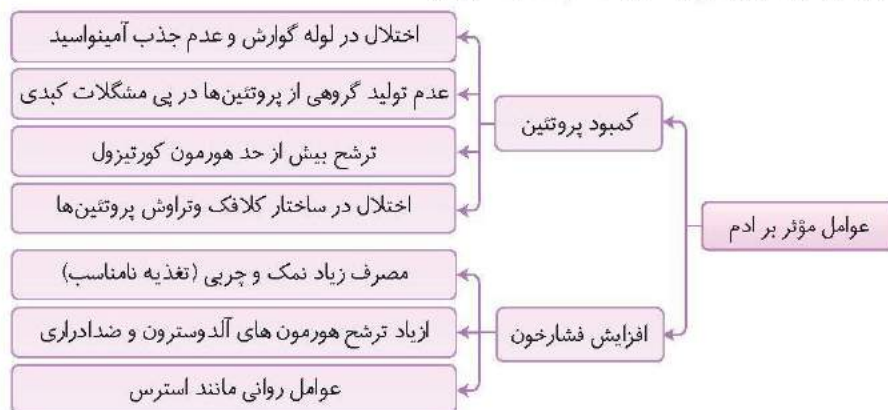 عوامل مؤثر بر ادم
کمبود پروتئین
اختلال در لوله گوارش و عدم جذب آمینواسید
عدم تولید گروهی از پروتئین‌ها در پی مشگلات کبدی
ترشح بیش از حد هورمون کورتیزول
اختلال در ساختار کلافک وتراوش پروتئین‌ها
افزایش فشارخون
مصرف زیاد نمک و چربی (تغذیه نامناسب)
ازیاد ترشح هورمون های آلدوسترون و ضدادراری
عوامل روانی مانند استرس